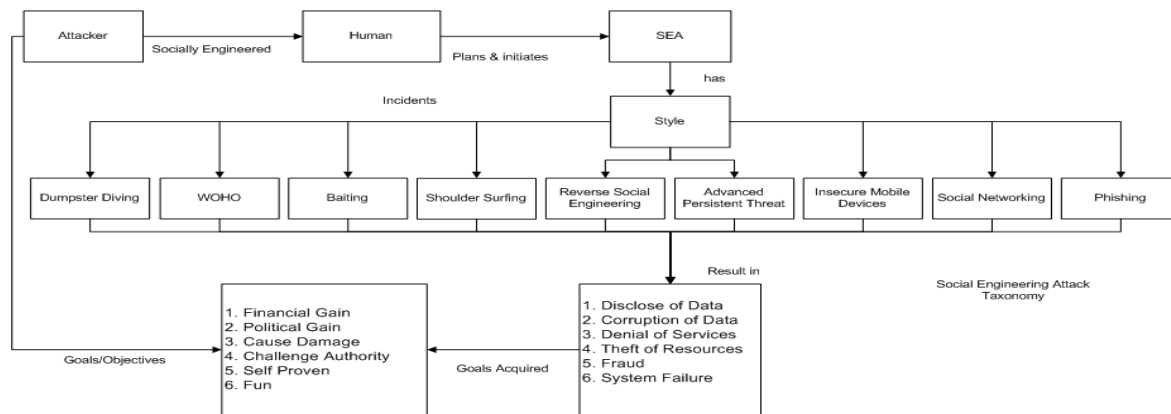 Attacker
Socially Engineered
Human
Plans & initiates
SEA
has
Incidents
Style
Dumpster Diving
WOHO
Baiting
Shoulder Surfing
Reverse Social
Engineering
Advanced
Persistent Threat
Insecure Mobile
Devices
Social Networking
Phishing
Result in
Social Engineering Attack
Taxonomy
Goals/Objectives
1. Financial Gain
2. Political Gain
3. Cause Damage
4. Challenge Authority
5. Self Proven
6. Fun
Goals Acquired
1. Disclose of Data
2. Corruption of Data
3. Denial of Services
4. Theft of Resources
5. Fraud
6. System Failure